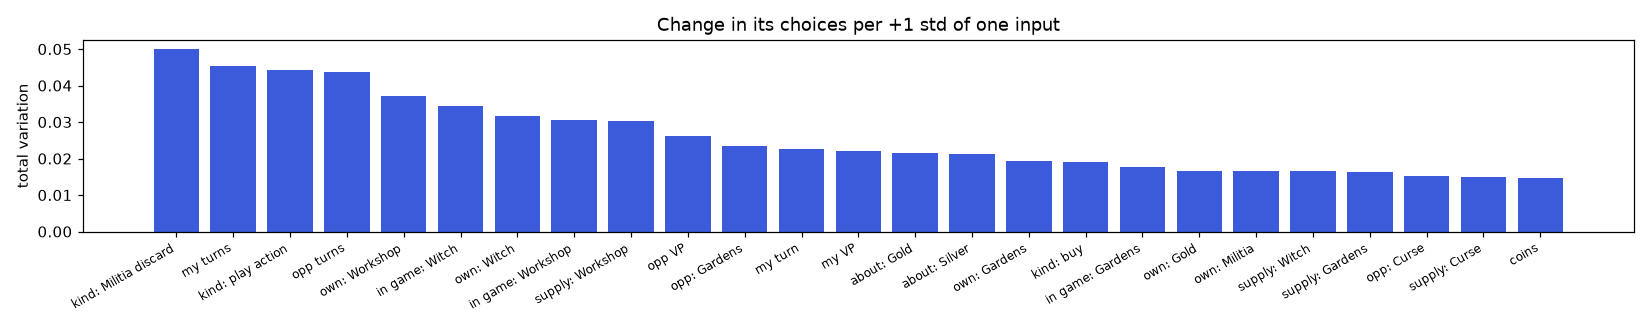 Change in its choices per +1 std of one input
total variation
0.05
0.04
0.03
0.02
0.01
0.00
kind: Militia discard
my turns
kind: play action
opp turns
own: Workshop
in game: Witch
own: Witch
in game: Workshop
supply: Workshop
opp VP
opp: Gardens
my turn
my VP
about: Gold
about: Silver
own: Gardens
kind: buy
in game: Gardens
own: Gold
own: Militia
supply: Witch
supply: Gardens
opp: Curse
supply: Curse
coins